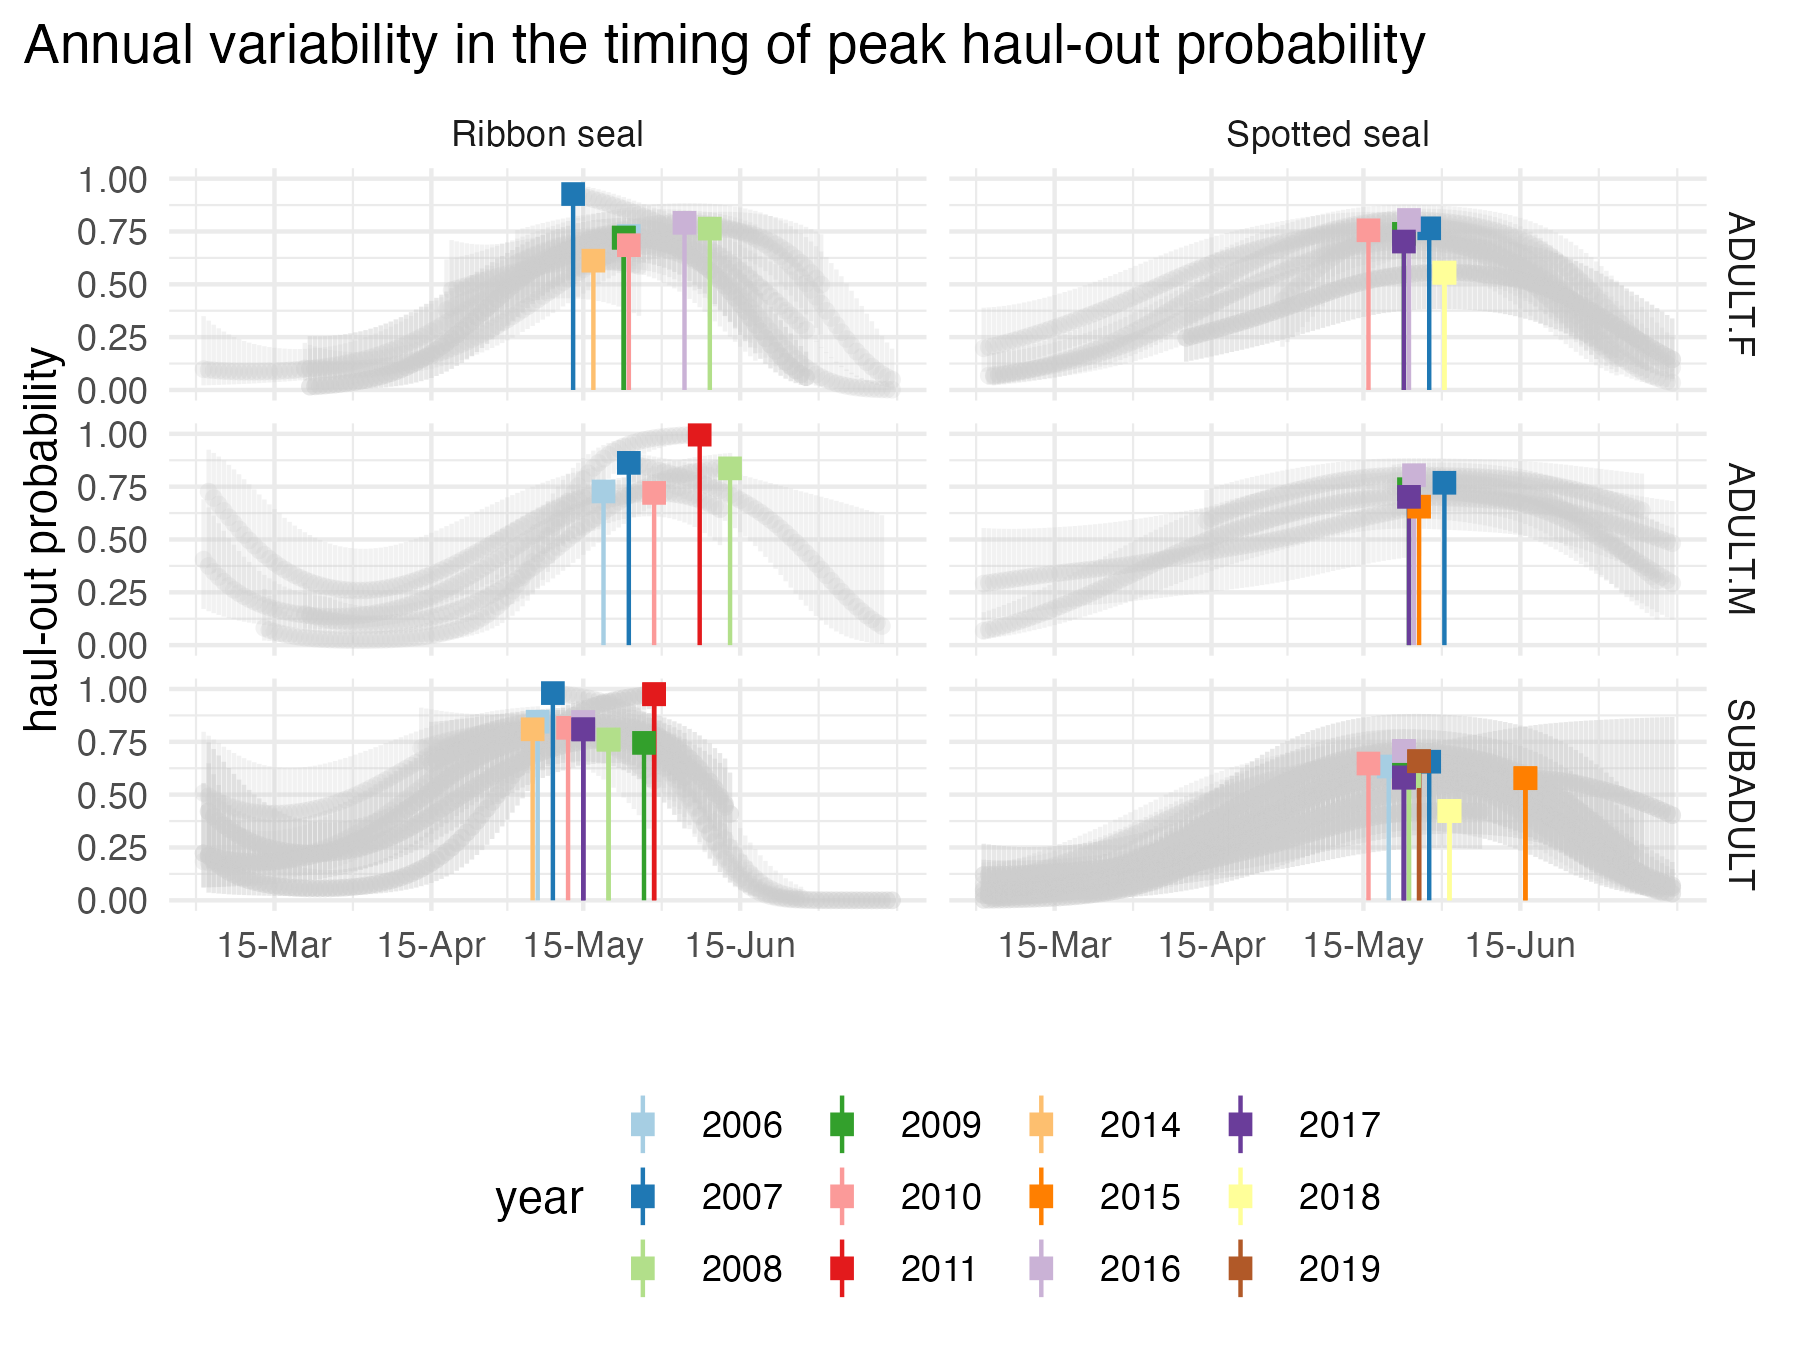 Annual variability in the timing of peak haul-out probability
Ribbon seal
Spotted seal
haul-out probability
1.00
0.75
0.50
0.25
0.00
ADULT.F
1.00
0.75
0.50
0.25
0.00
ADULT.M
1.00
0.75
0.50
0.25
0.00
SUBADULT
15-Mar 15-Apr 15-May 15-Jun 15-Mar 15-Apr 15-May 15-Jun
year
2006 2009 2014 2017
2007 2010 2015 2018
2008 2011 2016 2019